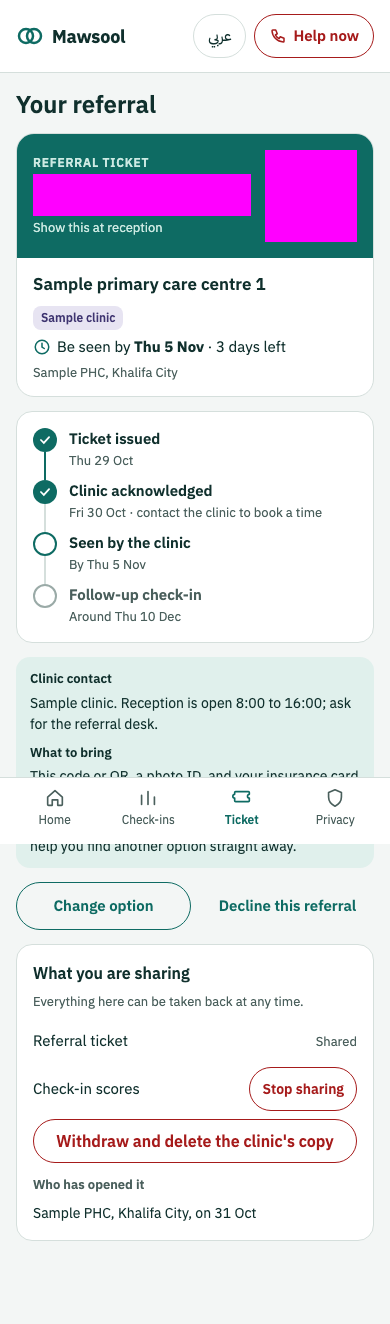 Mawsool
عربي
Help now
Your referral
REFERRAL TICKET
Show this at reception
Sample primary care centre 1
Sample clinic
Be seen by Thu 5 Nov · 3 days left
Sample PHC, Khalifa City
Ticket issued
Thu 29 Oct
Clinic acknowledged
Fri 30 Oct · contact the clinic to book a time
Seen by the clinic
By Thu 5 Nov
Follow-up check-in
Around Thu 10 Dec
Clinic contact
Sample clinic. Reception is open 8:00 to 16:00; ask
for the referral desk.
What to bring
This code or QR, a photo ID, and your insurance card
Home
Check-ins
Ticket
Privacy
help you find another option straight away.
Change option
Decline this referral
What you are sharing
Everything here can be taken back at any time.
Referral ticket
Shared
Check-in scores
Stop sharing
Withdraw and delete the clinic's copy
Who has opened it
Sample PHC, Khalifa City, on 31 Oct